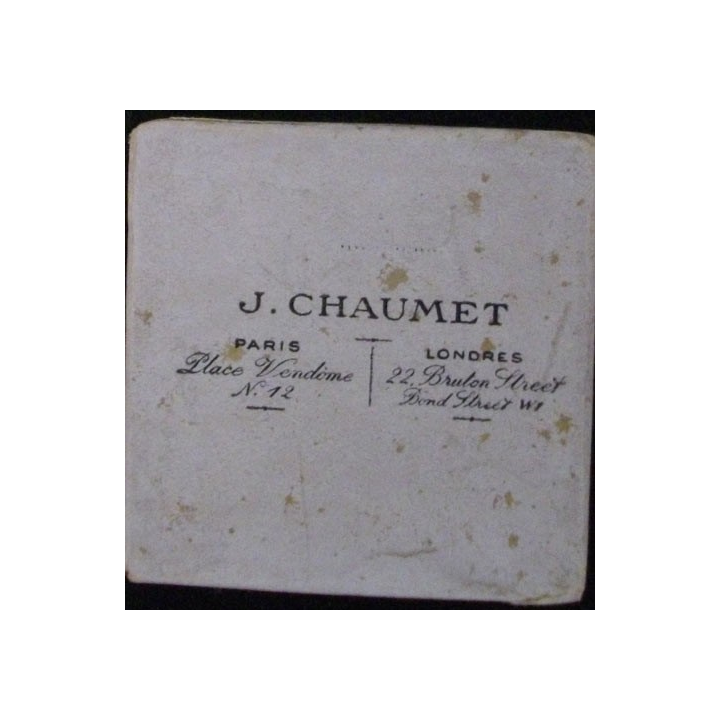 J. CHAUMET
PARIS
Place Vendôme
N. 12
LONDRES
22, Bruton Street
Bond Street W1